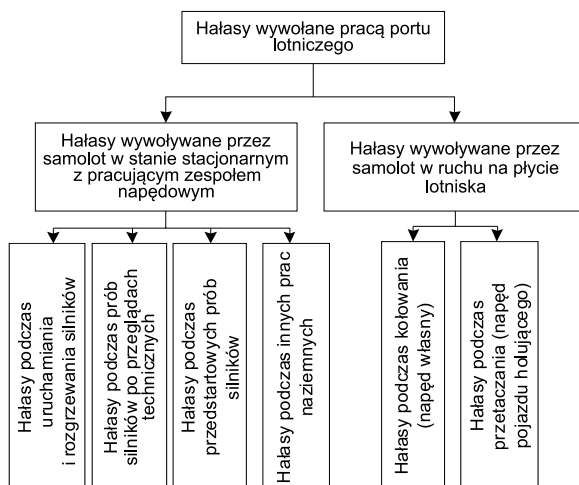 Hałasy wywołane pracą portu
lotniczego
Hałasy wywoływane przez
samolot w stanie stacjonarnym
z pracującym zespołem
napędowym
Hałasy wywoływane przez
samolot w ruchu na płycie
lotniska
Hałasy podczas
uruchamiania
i rozgrzewania silników
Hałasy podczas prób
silników po przeglądach
technicznych
Hałasy podczas
przedstartowych prób
silników
Hałasy podczas innych prac
naziemnych
Hałasy podczas kołowania
(napęd własny)
Hałasy podczas
przetaczania (napęd
pojazdu holującego)